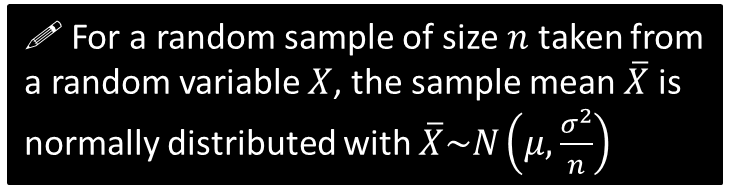 ✏ For a random sample of size 𝑛 taken from
a random variable 𝑋, the sample mean 𝑋̅ is
normally distributed with 𝑋̅~𝑁(𝜇, 𝜎²/𝑛)